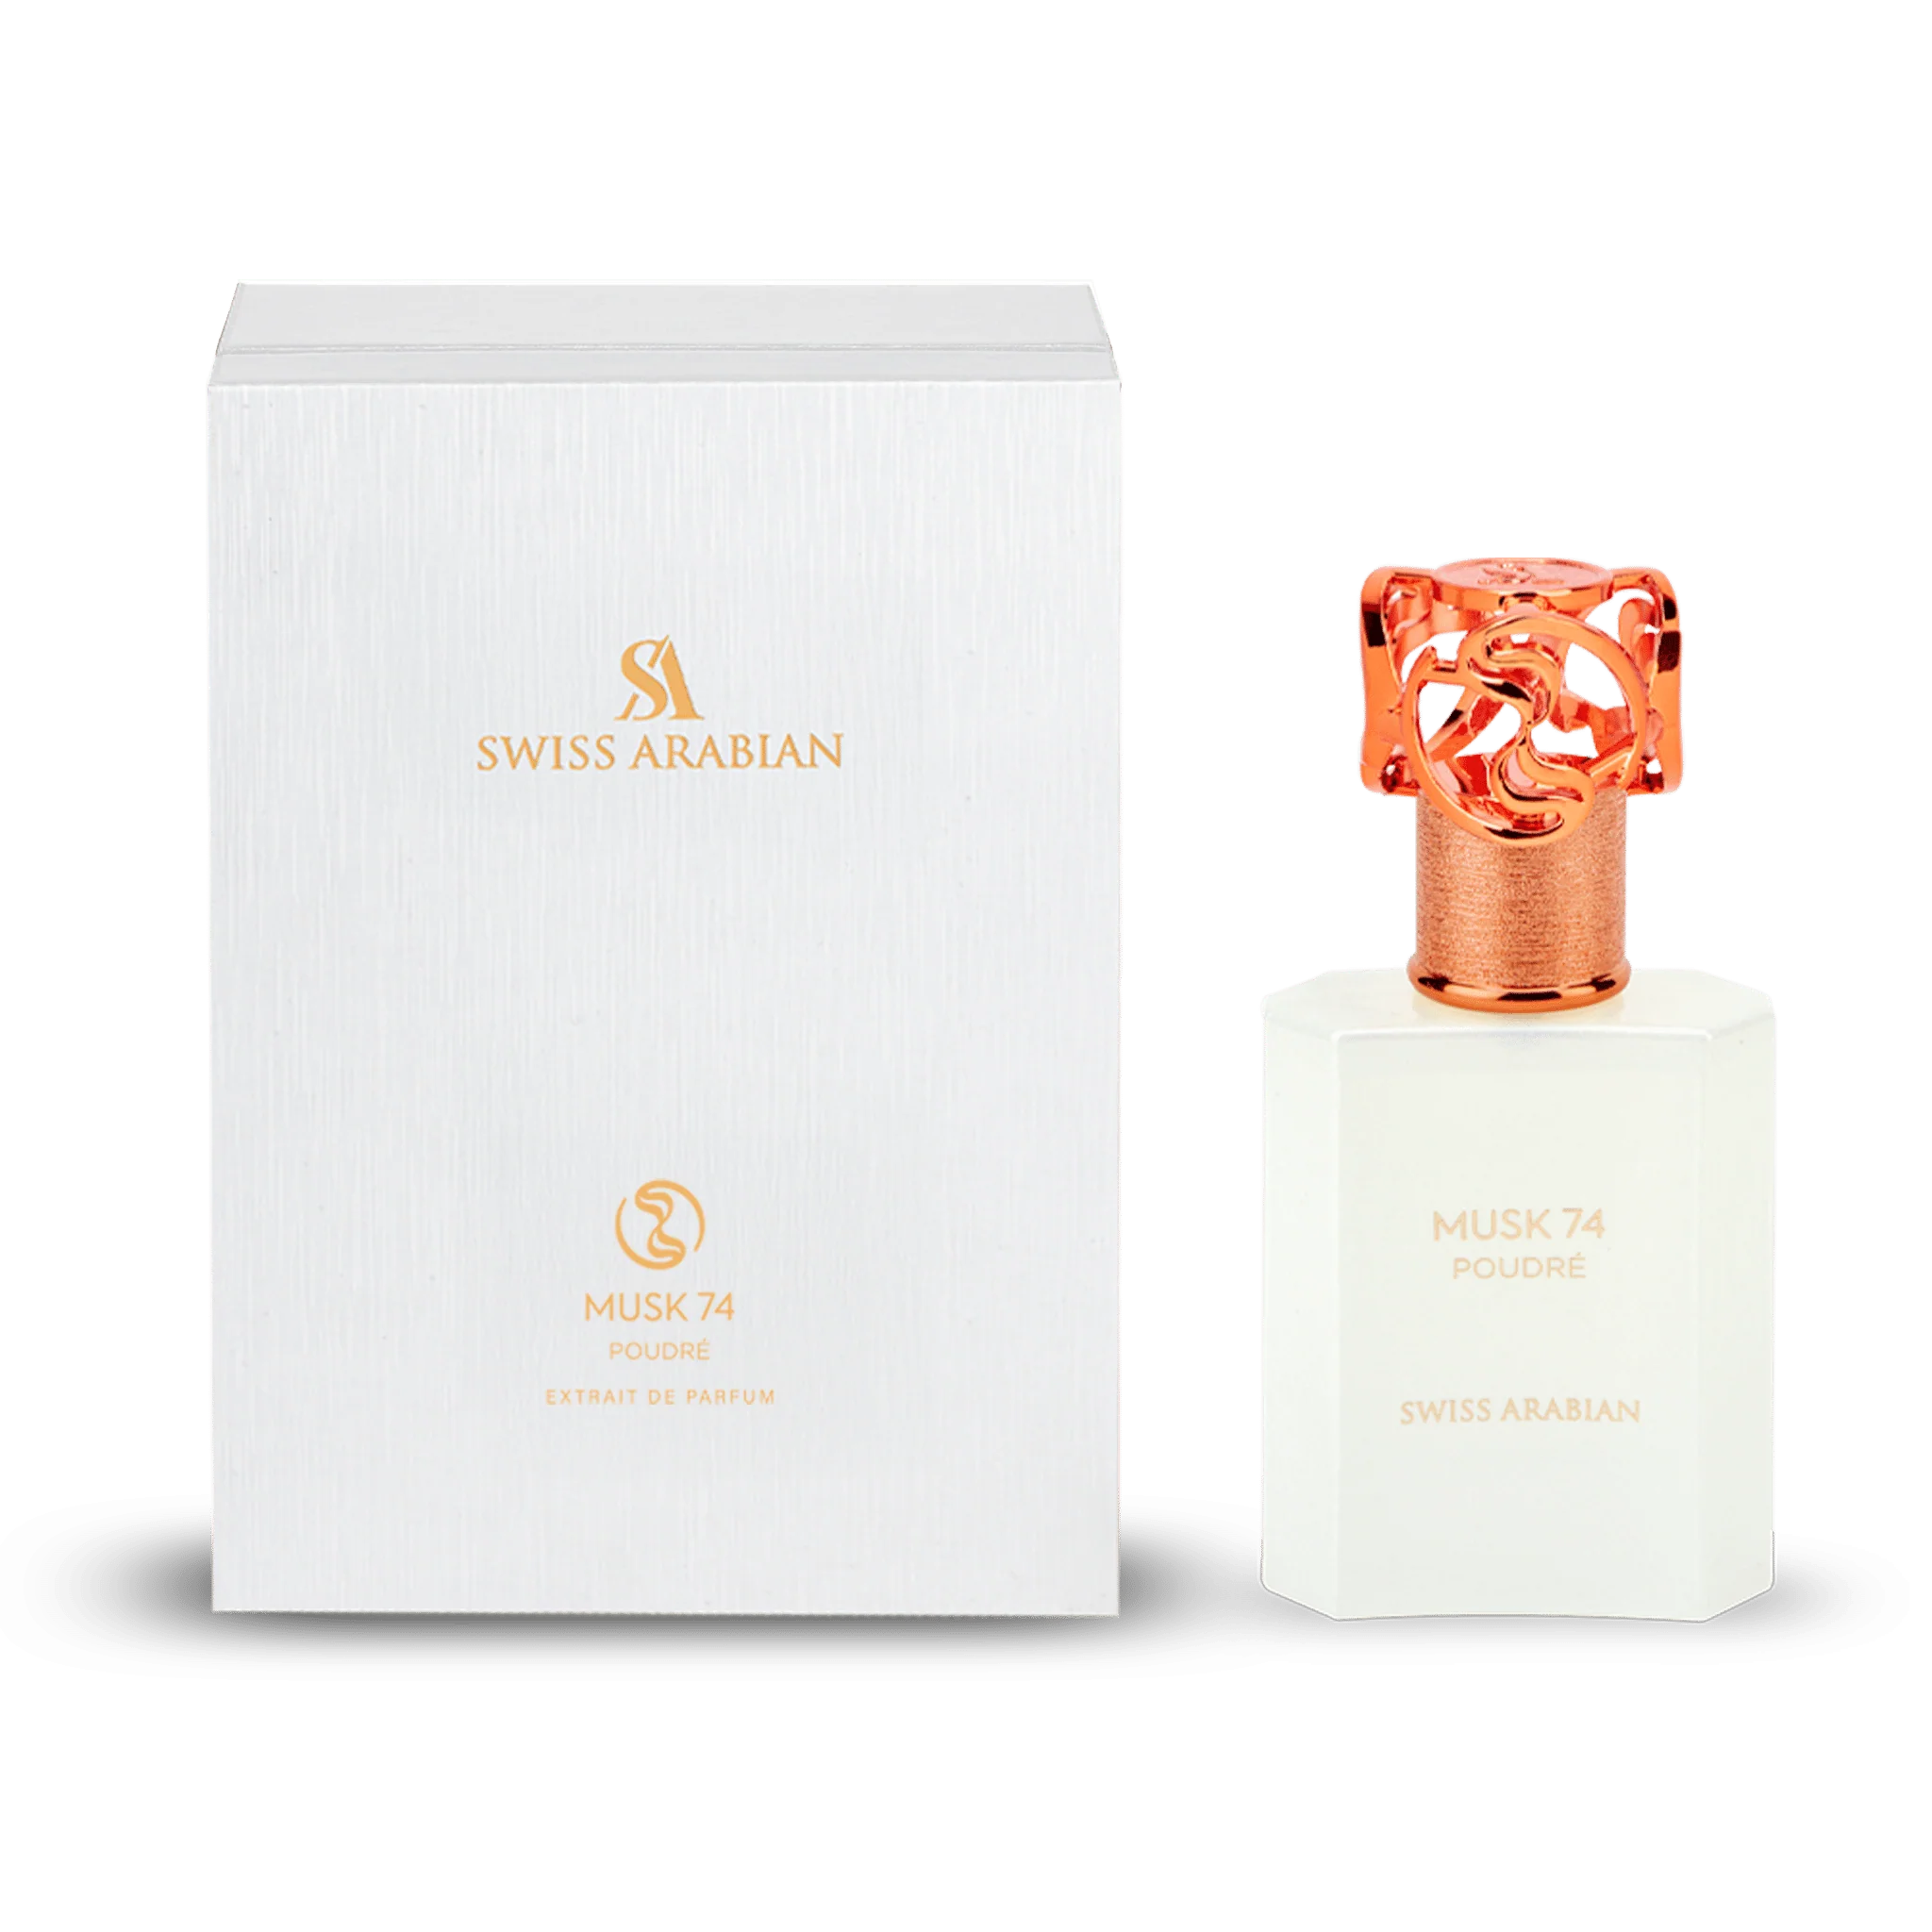 SA
SWISS ARABIAN
MUSK 74
POUDRÉ
EXTRAIT DE PARFUM
MUSK 74
POUDRÉ
SWISS ARABIAN